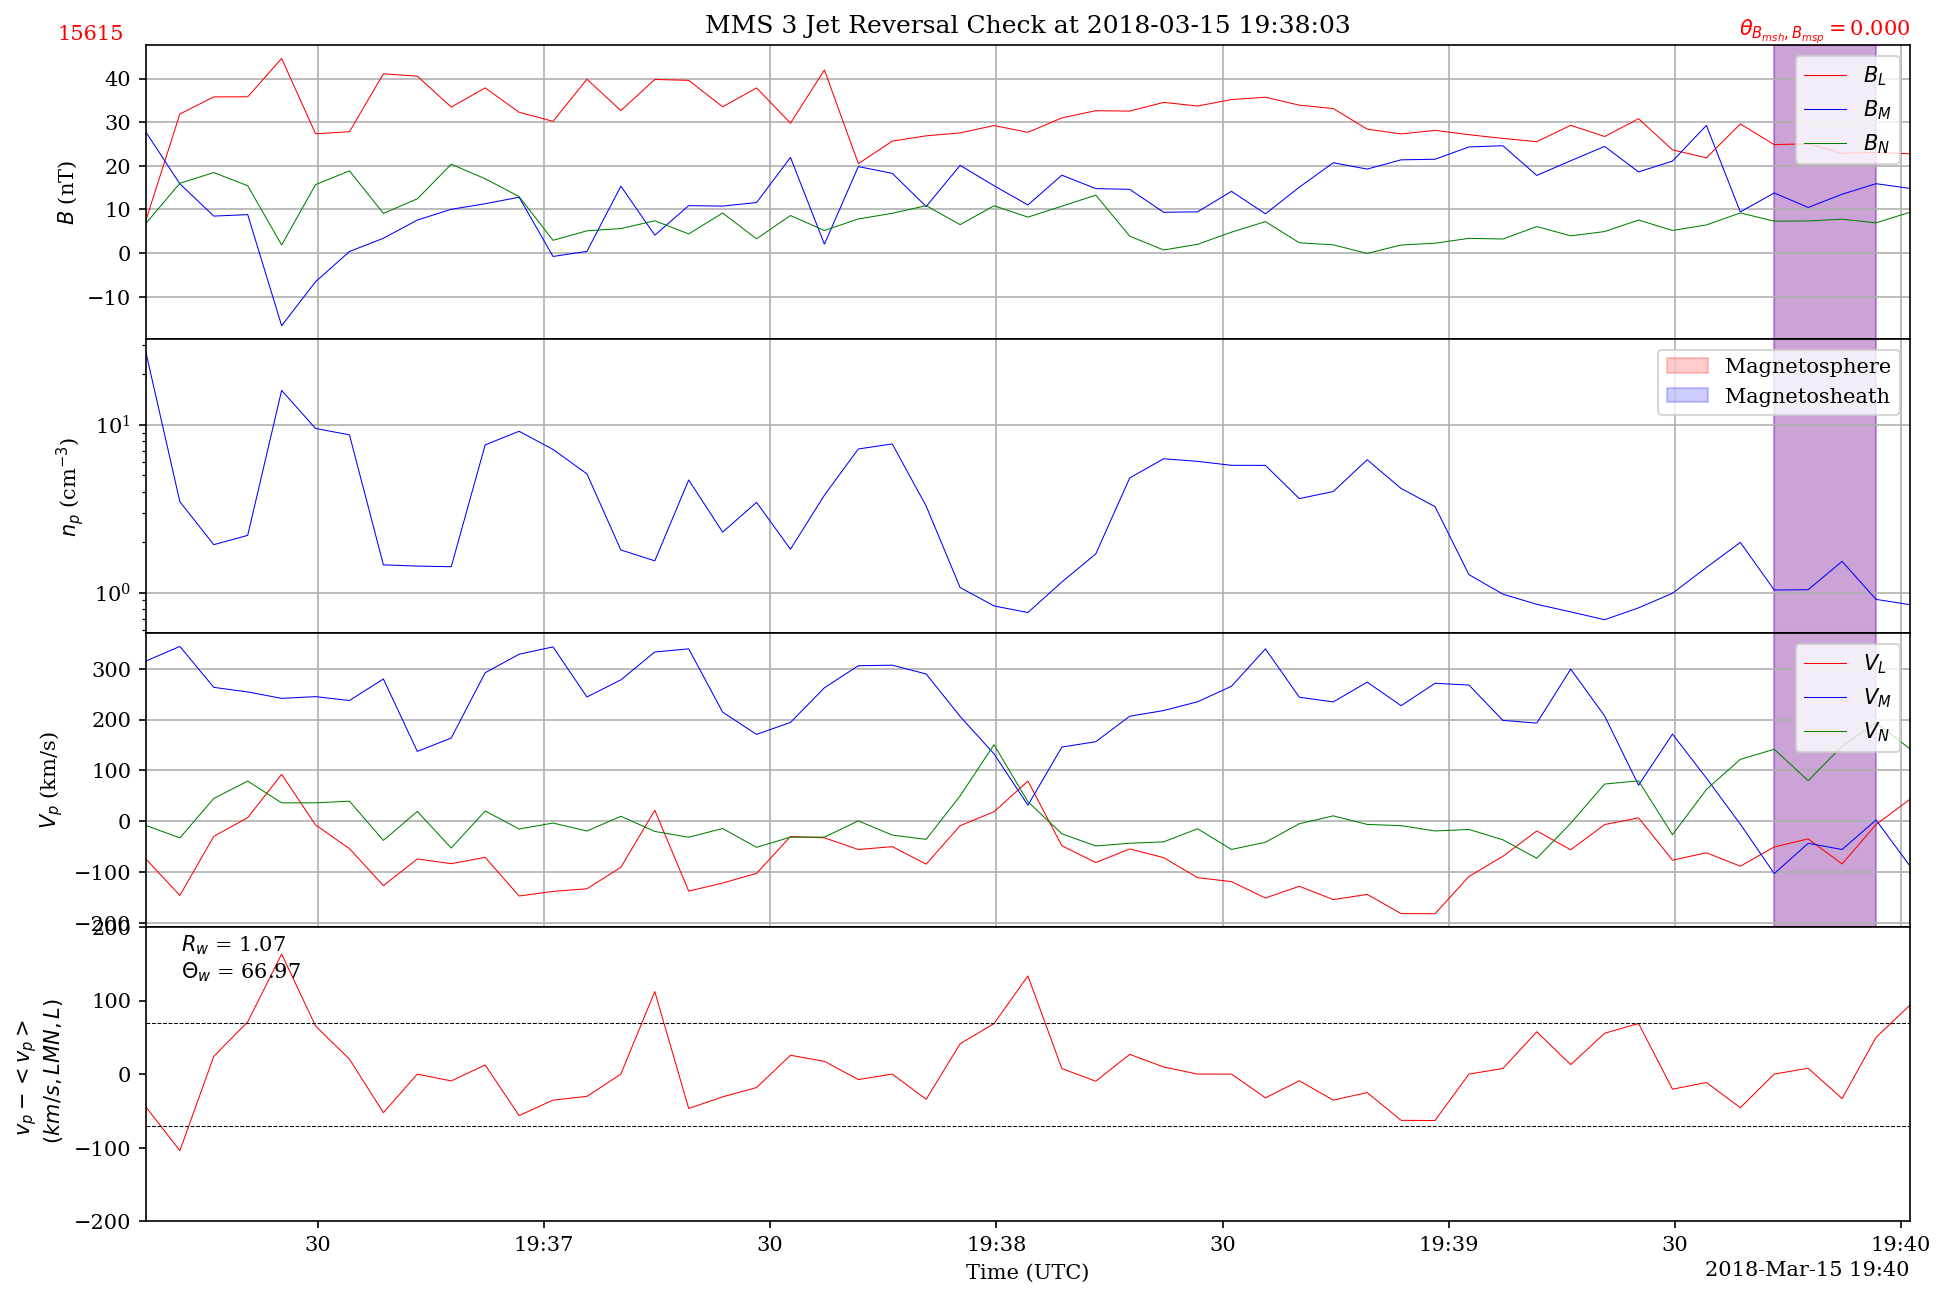 15615
MMS 3 Jet Reversal Check at 2018-03-15 19:38:03
θ_{B_{msh}, B_{msp}} = 0.000
B (nT)
40
30
20
10
0
−10
B_L
B_M
B_N
n_p (cm⁻³)
10¹
10⁰
Magnetosphere
Magnetosheath
V_p (km/s)
300
200
100
0
−100
−200
V_L
V_M
V_N
v_p − < v_p >
(km/s, LMN, L)
200
100
0
−100
−200
R_w = 1.07
Θ_w = 66.97
30
19:37
30
19:38
30
19:39
30
19:40
Time (UTC)
2018-Mar-15 19:40